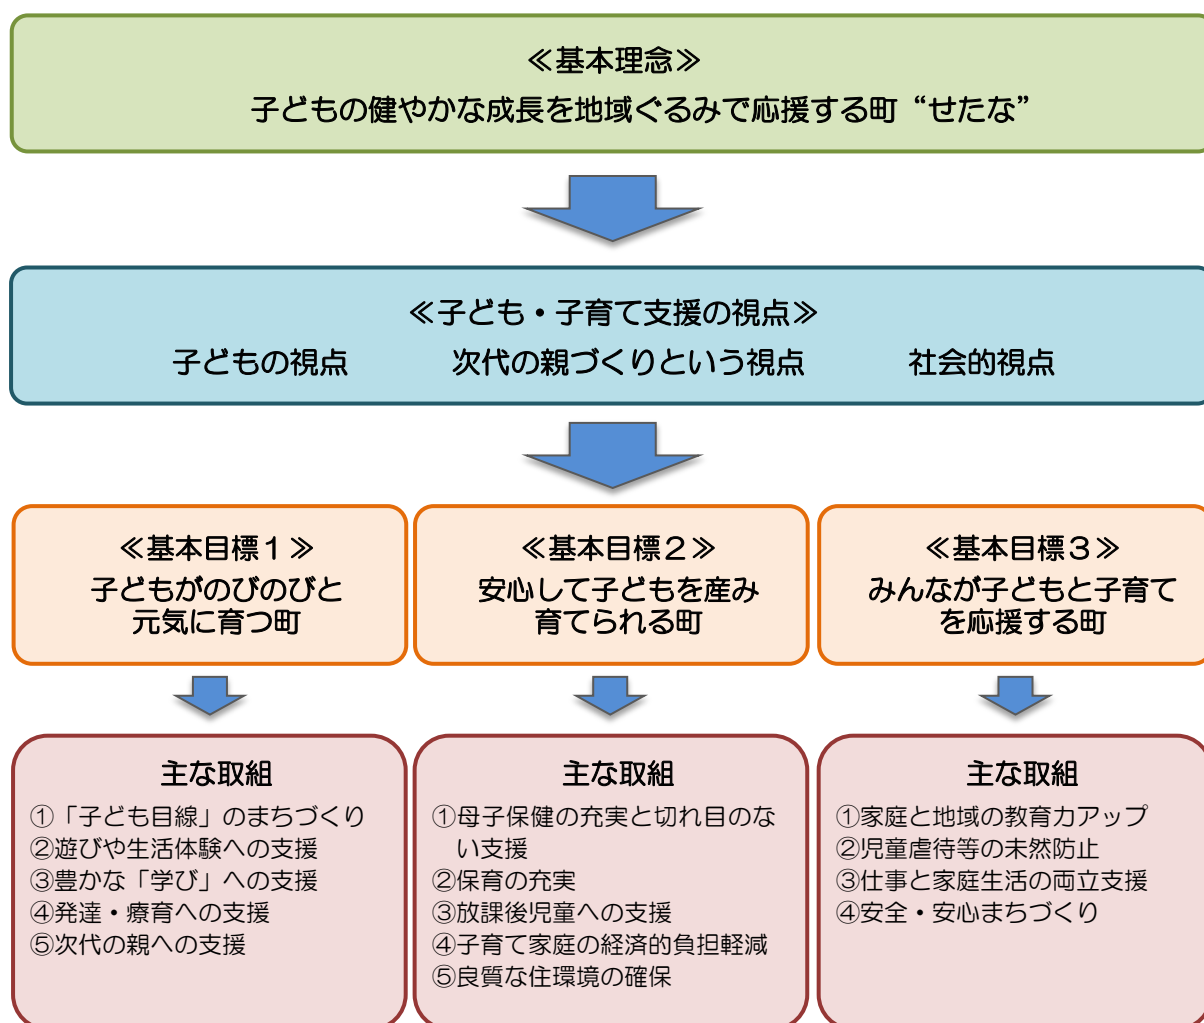 ≪基本理念≫
子どもの健やかな成長を地域ぐるみで応援する町“せたな”
≪子ども・子育て支援の視点≫
子どもの視点 次代の親づくりという視点 社会的視点
≪基本目標１≫
子どもがのびのびと
元気に育つ町
≪基本目標２≫
安心して子どもを産み
育てられる町
≪基本目標３≫
みんなが子どもと子育て
を応援する町
主な取組
①「子ども目線」のまちづくり
②遊びや生活体験への支援
③豊かな「学び」への支援
④発達・療育への支援
⑤次代の親への支援
主な取組
①母子保健の充実と切れ目のな
い支援
②保育の充実
③放課後児童への支援
④子育て家庭の経済的負担軽減
⑤良質な住環境の確保
主な取組
①家庭と地域の教育力アップ
②児童虐待等の未然防止
③仕事と家庭生活の両立支援
④安全・安心まちづくり